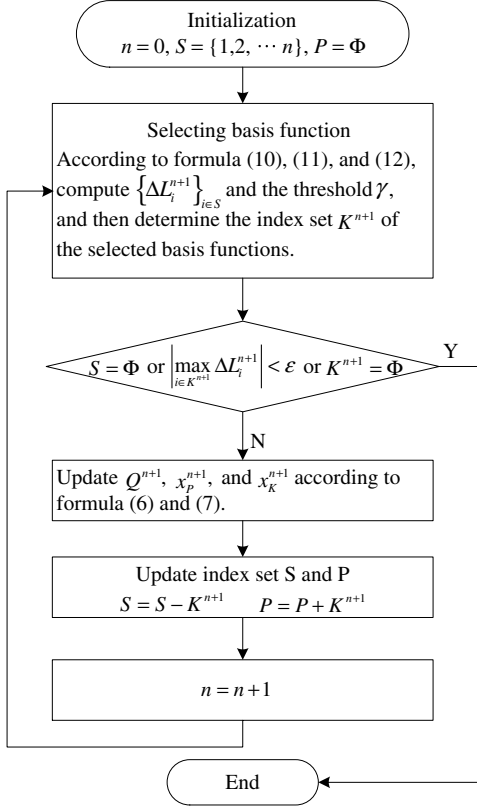 Initialization
n = 0, S = {1,2, ⋯ n}, P = Φ
Selecting basis function
According to formula (10), (11), and (12),
compute {ΔL_i^{n+1}}_{i∈S} and the threshold γ,
and then determine the index set K^{n+1} of
the selected basis functions.
S = Φ or |max_{i∈K^{n+1}} ΔL_i^{n+1}| < ε or K^{n+1} = Φ
Y
N
Update Q^{n+1}, x_P^{n+1}, and x_K^{n+1} according to
formula (6) and (7).
Update index set S and P
S = S − K^{n+1} P = P + K^{n+1}
n = n+1
End